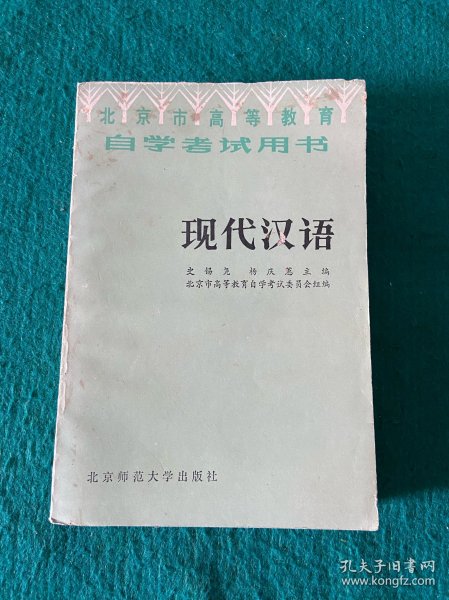 北京市高等教育
自学考试用书
现代汉语
史锡尧 杨庆蕙主编
北京市高等教育自学考试委员会组编
北京师范大学出版社
孔夫子旧书网
www.kongfz.com